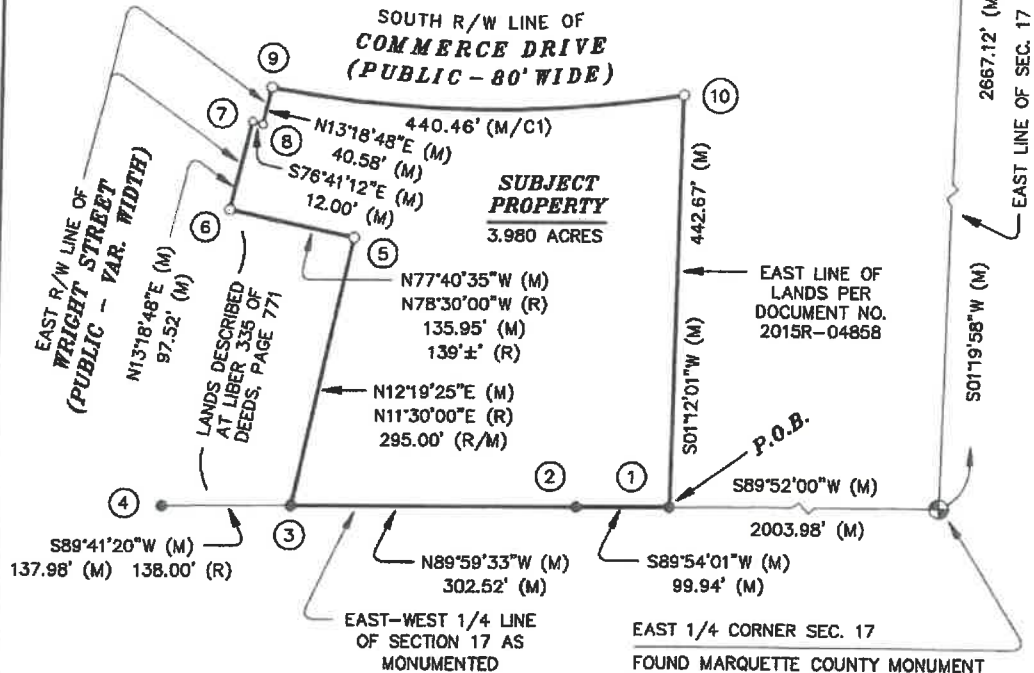 SOUTH R/W LINE OF
COMMERCE DRIVE
(PUBLIC - 80' WIDE)
2667.12' (M)
EAST LINE OF SEC. 17
9
10
7
8
N13°18'48"E (M)
40.58' (M)
440.46' (M/C1)
S76°41'12"E (M)
12.00' (M)
EAST R/W LINE OF
WRIGHT STREET
(PUBLIC - VAR. WIDTH)
N13°18'48"E (M)
97.52' (M)
6
5
SUBJECT
PROPERTY
3.980 ACRES
442.67' (M)
S01°12'01"W (M)
LANDS DESCRIBED
AT LIBER 335 OF
DEEDS, PAGE 771
N77°40'35"W (M)
N78°30'00"W (R)
135.95' (M)
139'± (R)
EAST LINE OF
LANDS PER
DOCUMENT NO.
2015R-04858
S01°19'58"W (M)
N12°19'25"E (M)
N11°30'00"E (R)
295.00' (R/M)
P.O.B.
4
3
2
1
S89°52'00"W (M)
2003.98' (M)
S89°41'20"W (M)
137.98' (M) 138.00' (R)
N89°59'33"W (M)
302.52' (M)
S89°54'01"W (M)
99.94' (M)
EAST-WEST 1/4 LINE
OF SECTION 17 AS
MONUMENTED
EAST 1/4 CORNER SEC. 17
FOUND MARQUETTE COUNTY MONUMENT